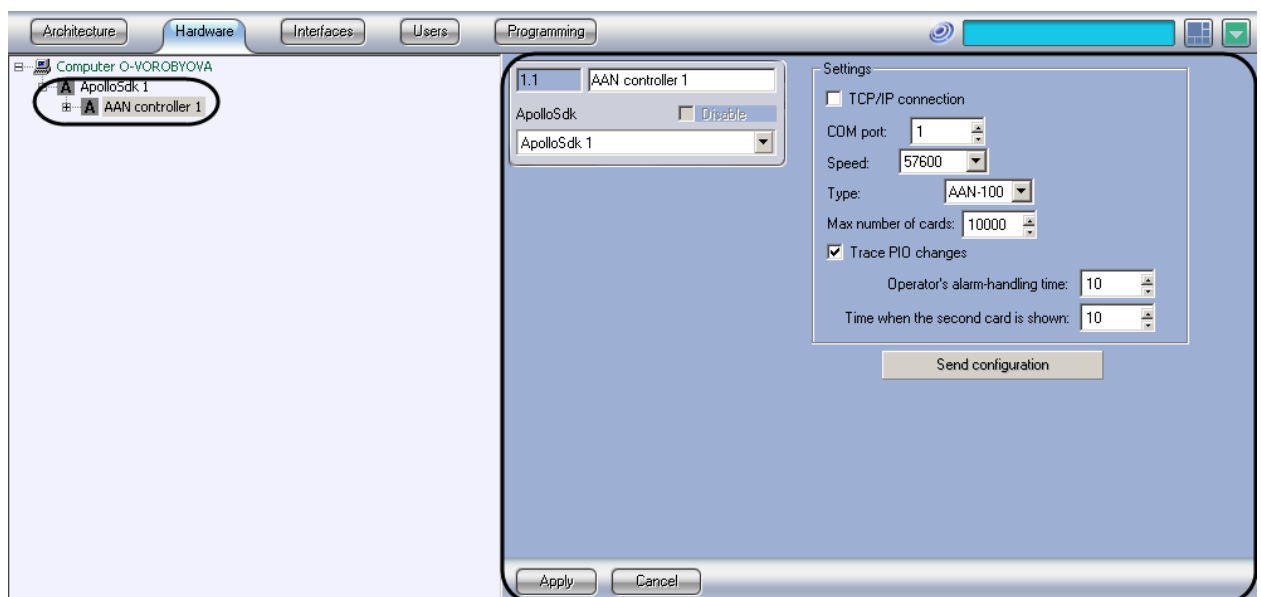 Architecture Hardware Interfaces Users Programming
Computer O-VOROBYOVA
ApolloSdk 1
AAN controller 1
1.1 AAN controller 1
ApolloSdk Disable
ApolloSdk 1
Settings
TCP/IP connection
COM port: 1
Speed: 57600
Type: AAN-100
Max number of cards: 10000
Trace PIO changes
Operator's alarm-handling time: 10
Time when the second card is shown: 10
Send configuration
Apply Cancel